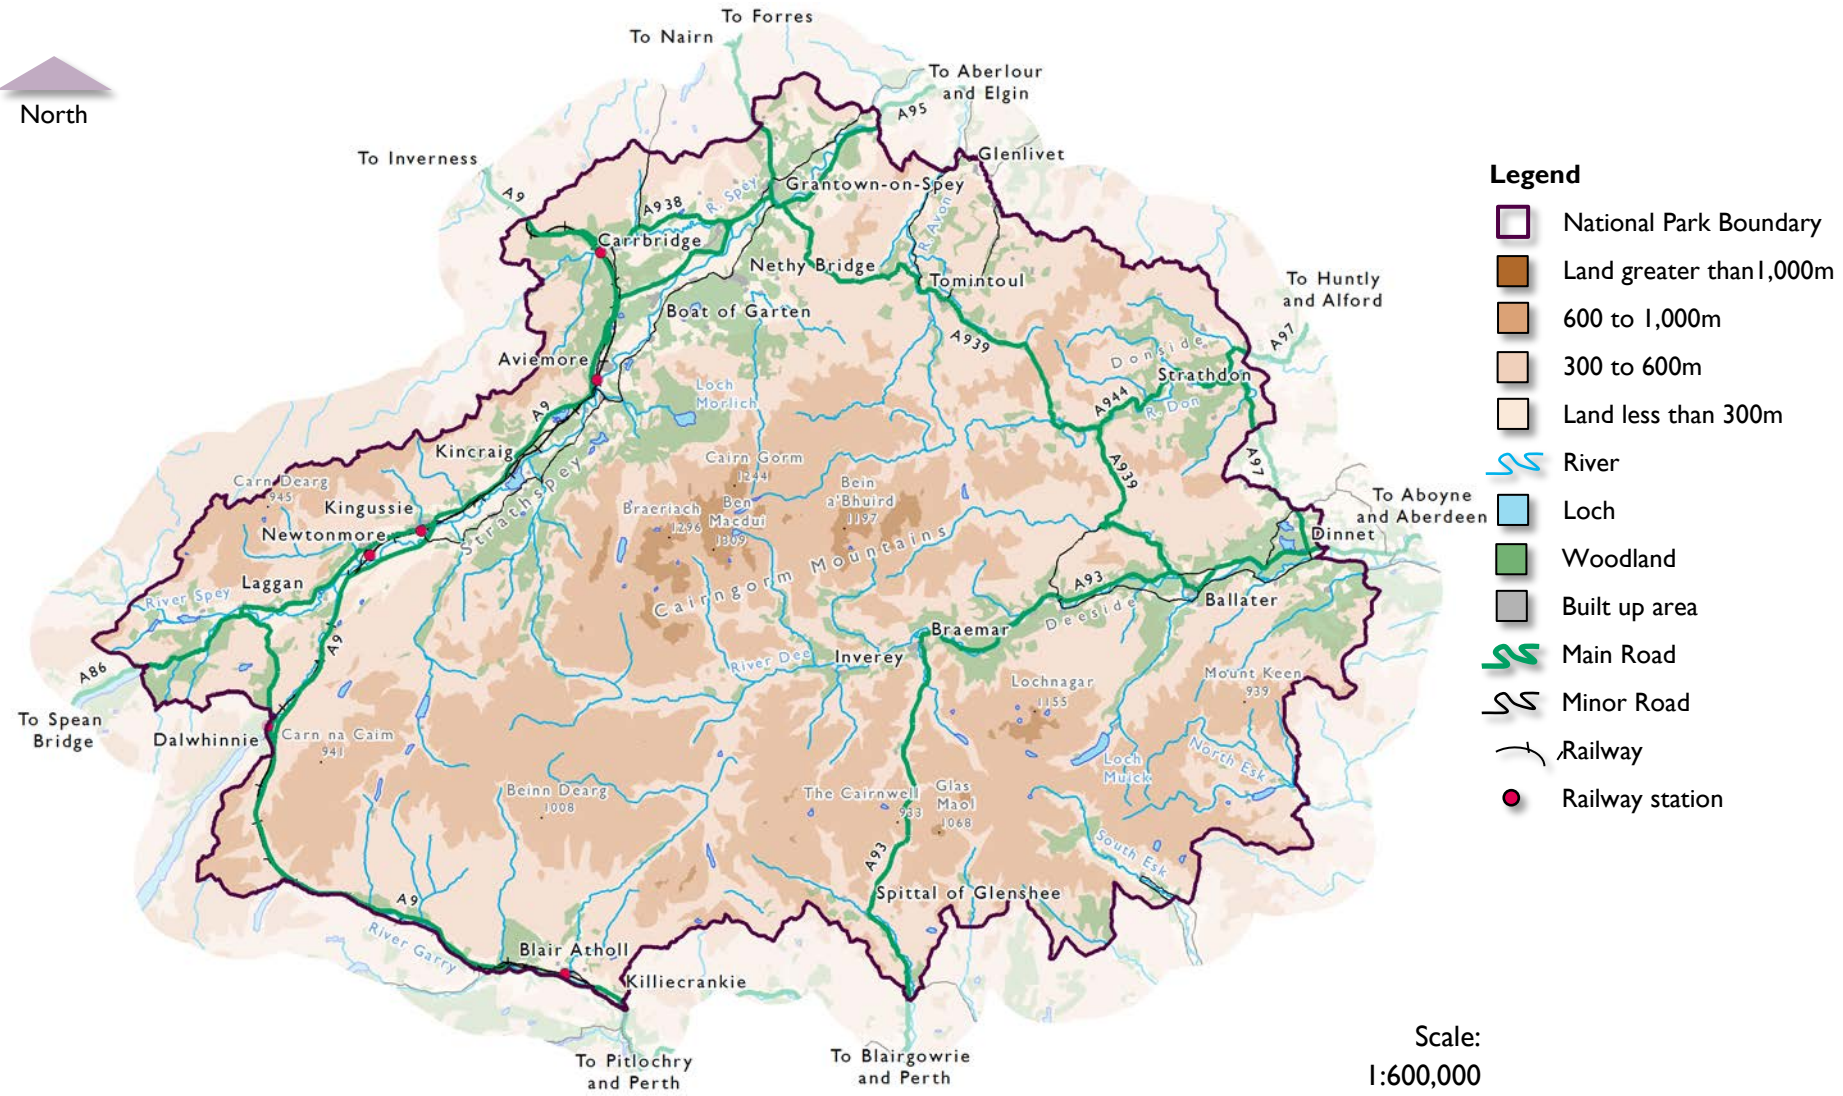 To Forres
To Nairn
To Aberlour
and Elgin
North
A95
To Inverness
Glenlivet
A9
Grantown-on-Spey
R. Spey
A938
R. Avon
Carrbridge
Nethy Bridge
Tomintoul
To Huntly
and Alford
Boat of Garten
A939
A97
Donside
Aviemore
Strathdon
Loch
Morlich
A944
R. Don
A9
Kincraig
Cairn Gorm
1244
A97
Carn Dearg
945
Bein
a'Bhuird
1197
A939
Kingussie
Braeriach
1296
Ben
Macdui
1309
To Aboyne
and Aberdeen
Strathspey
Newtonmore
Dinnet
Cairngorm Mountains
Laggan
A93
River Spey
Ballater
Deeside
Braemar
A9
River Dee
Inverey
A86
Lochnagar
1155
Mount Keen
939
To Spean
Bridge
Dalwhinnie
Carn na Caim
941
Loch
Muick
North Esk
Beinn Dearg
1008
The Cairnwell
933
Glas
Maol
1068
South Esk
A93
Spittal of Glenshee
A9
River Garry
Blair Atholl
Killiecrankie
To Pitlochry
and Perth
To Blairgowrie
and Perth
Legend
National Park Boundary
Land greater than1,000m
600 to 1,000m
300 to 600m
Land less than 300m
River
Loch
Woodland
Built up area
Main Road
Minor Road
Railway
Railway station
Scale:
1:600,000